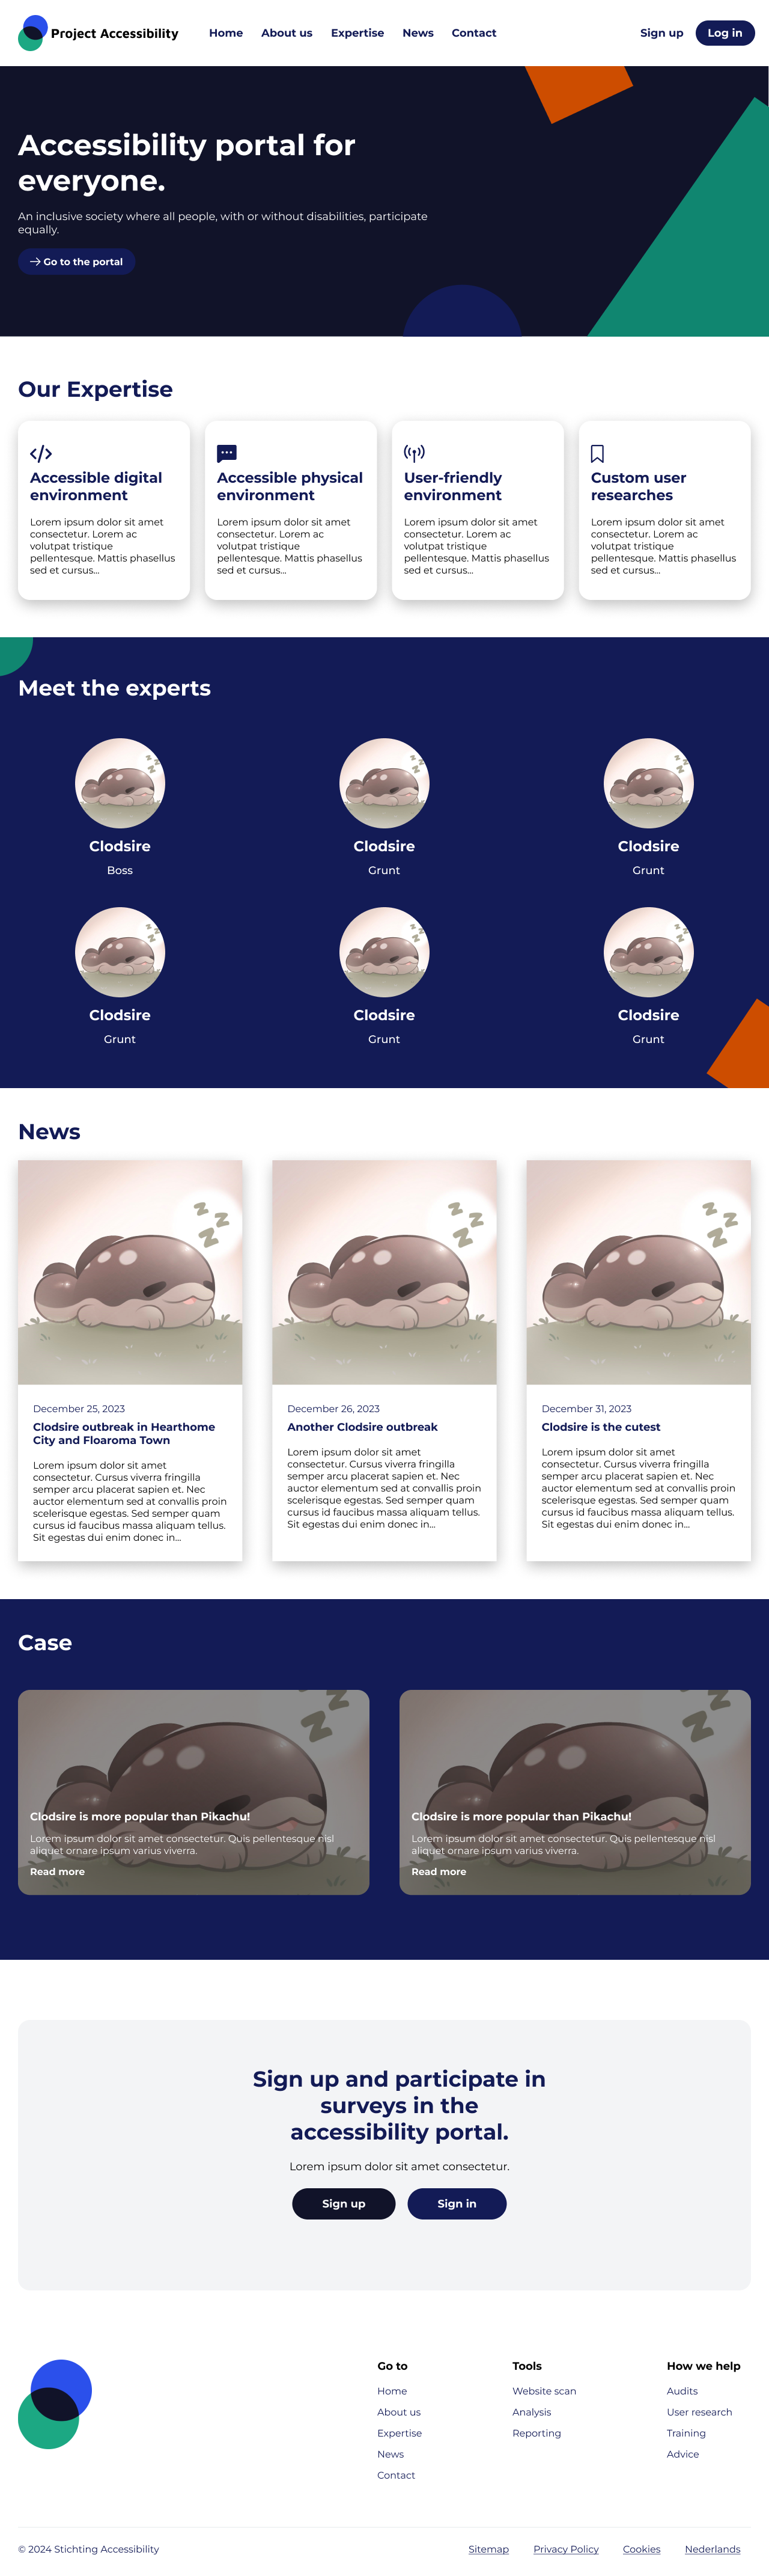 Project Accessibility
Home
About us
Expertise
News
Contact
Sign up
Log in
Accessibility portal for
everyone.
An inclusive society where all people, with or without disabilities, participate
equally.
Go to the portal
Our Expertise
Accessible digital
environment
Lorem ipsum dolor sit amet
consectetur. Lorem ac
volutpat tristique
pellentesque. Mattis phasellus
sed et cursus...
Accessible physical
environment
Lorem ipsum dolor sit amet
consectetur. Lorem ac
volutpat tristique
pellentesque. Mattis phasellus
sed et cursus...
User-friendly
environment
Lorem ipsum dolor sit amet
consectetur. Lorem ac
volutpat tristique
pellentesque. Mattis phasellus
sed et cursus...
Custom user
researches
Lorem ipsum dolor sit amet
consectetur. Lorem ac
volutpat tristique
pellentesque. Mattis phasellus
sed et cursus...
Meet the experts
Clodsire
Boss
Clodsire
Grunt
Clodsire
Grunt
Clodsire
Grunt
Clodsire
Grunt
Clodsire
Grunt
News
December 25, 2023
Clodsire outbreak in Hearthome
City and Floaroma Town
Lorem ipsum dolor sit amet
consectetur. Cursus viverra fringilla
semper arcu placerat sapien et. Nec
auctor elementum sed at convallis proin
scelerisque egestas. Sed semper quam
cursus id faucibus massa aliquam tellus.
Sit egestas dui enim donec in...
December 26, 2023
Another Clodsire outbreak
Lorem ipsum dolor sit amet
consectetur. Cursus viverra fringilla
semper arcu placerat sapien et. Nec
auctor elementum sed at convallis proin
scelerisque egestas. Sed semper quam
cursus id faucibus massa aliquam tellus.
Sit egestas dui enim donec in...
December 31, 2023
Clodsire is the cutest
Lorem ipsum dolor sit amet
consectetur. Cursus viverra fringilla
semper arcu placerat sapien et. Nec
auctor elementum sed at convallis proin
scelerisque egestas. Sed semper quam
cursus id faucibus massa aliquam tellus.
Sit egestas dui enim donec in...
Case
Clodsire is more popular than Pikachu!
Lorem ipsum dolor sit amet consectetur. Quis pellentesque nisl
aliquet ornare ipsum varius viverra.
Read more
Clodsire is more popular than Pikachu!
Lorem ipsum dolor sit amet consectetur. Quis pellentesque nisl
aliquet ornare ipsum varius viverra.
Read more
Sign up and participate in
surveys in the
accessibility portal.
Lorem ipsum dolor sit amet consectetur.
Sign up
Sign in
Go to
Home
About us
Expertise
News
Contact
Tools
Website scan
Analysis
Reporting
How we help
Audits
User research
Training
Advice
© 2024 Stichting Accessibility
Sitemap
Privacy Policy
Cookies
Nederlands